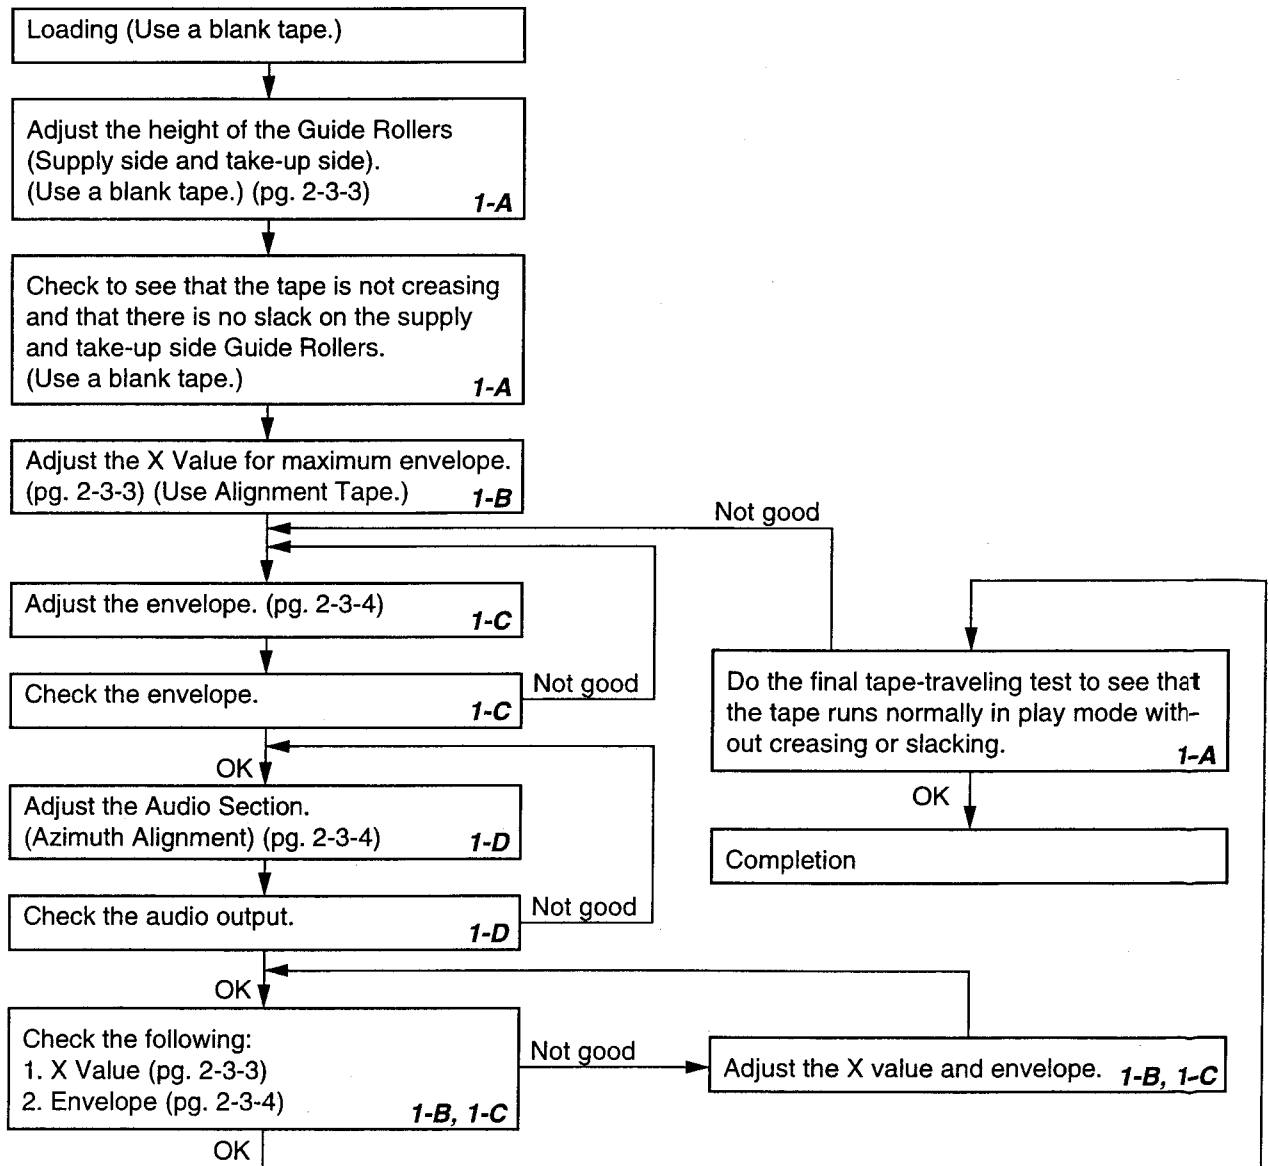 Loading (Use a blank tape.)
Adjust the height of the Guide Rollers
(Supply side and take-up side).
(Use a blank tape.) (pg. 2-3-3)
1-A
Check to see that the tape is not creasing
and that there is no slack on the supply
and take-up side Guide Rollers.
(Use a blank tape.)
1-A
Adjust the X Value for maximum envelope.
(pg. 2-3-3) (Use Alignment Tape.)
1-B
Not good
Adjust the envelope. (pg. 2-3-4)
1-C
Check the envelope.
1-C
Not good
OK
Adjust the Audio Section.
(Azimuth Alignment) (pg. 2-3-4)
1-D
Check the audio output.
1-D
Not good
OK
Check the following:
1. X Value (pg. 2-3-3)
2. Envelope (pg. 2-3-4)
1-B, 1-C
Not good
Adjust the X value and envelope.
1-B, 1-C
OK
Do the final tape-traveling test to see that
the tape runs normally in play mode with-
out creasing or slacking.
1-A
OK
Completion